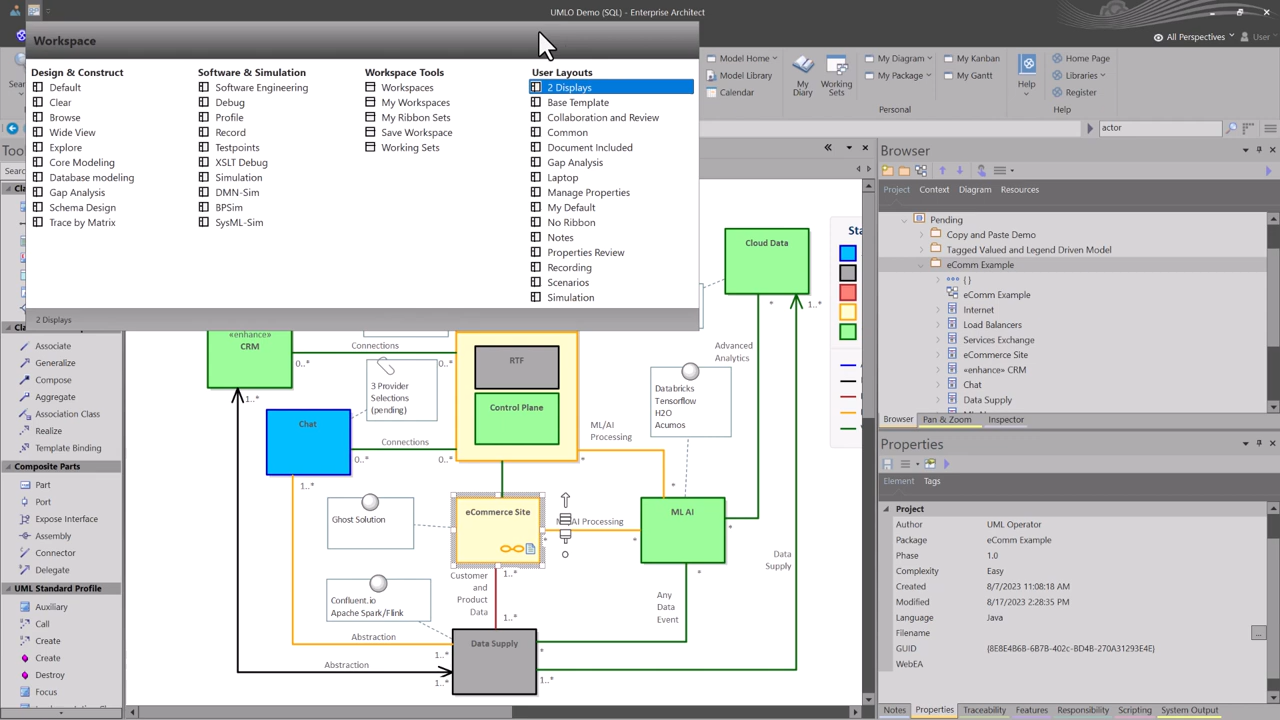 UMLO Demo (SQL) - Enterprise Architect
All Perspectives
User
Workspace
Design & Construct
Default
Clear
Browse
Wide View
Explore
Core Modeling
Database modeling
Gap Analysis
Schema Design
Trace by Matrix
Software & Simulation
Software Engineering
Debug
Profile
Record
Testpoints
XSLT Debug
Simulation
DMN-Sim
BPSim
SysML-Sim
Workspace Tools
Workspaces
My Workspaces
My Ribbon Sets
Save Workspace
Working Sets
User Layouts
2 Displays
Base Template
Collaboration and Review
Common
Document Included
Gap Analysis
Laptop
Manage Properties
My Default
No Ribbon
Notes
Properties Review
Recording
Scenarios
Simulation
2 Displays
Model Home
Model Library
Calendar
My Diary
Working Sets
My Diagram
My Package
My Kanban
My Gantt
Personal
Help
Home Page
Libraries
Register
Help
actor
Associate
Generalize
Compose
Aggregate
Association Class
Realize
Template Binding
Composite Parts
Part
Port
Expose Interface
Assembly
Connector
Delegate
UML Standard Profile
Auxiliary
Call
Create
Create
Destroy
Focus
Cloud Data
*
1..*
«enhance»
CRM
Connections
0..*
0..*
1..*
RTF
Control Plane
3 Provider
Selections
(pending)
Advanced
Analytics
Databricks
Tensorflow
H2O
Acumos
Chat
Connections
0..*
0..*
1..*
ML/AI
Processing
*
*
Ghost Solution
eCommerce Site
ML AI
*
*
*
*
Customer
and
Product
Data
1..*
1..*
Data
Supply
Any
Data
Event
Confluent.io
Apache Spark/Flink
Abstraction
Data Supply
1..*
*
Abstraction
1..*
1..*
Browser
Project
Context
Diagram
Resources
Pending
Copy and Paste Demo
Tagged Valued and Legend Driven Model
eComm Example
{ }
eComm Example
Internet
Load Balancers
Services Exchange
eCommerce Site
«enhance» CRM
Chat
Data Supply
Browser
Pan & Zoom
Inspector
Properties
Element
Tags
Project
Author UML Operator
Package eComm Example
Phase 1.0
Complexity Easy
Created 8/7/2023 11:08:18 AM
Modified 8/17/2023 2:28:35 PM
Language Java
Filename
GUID {8E8E4B6B-6B7B-402c-BD4B-270A31293E4E}
WebEA
Notes
Properties
Traceability
Features
Responsibility
Scripting
System Output